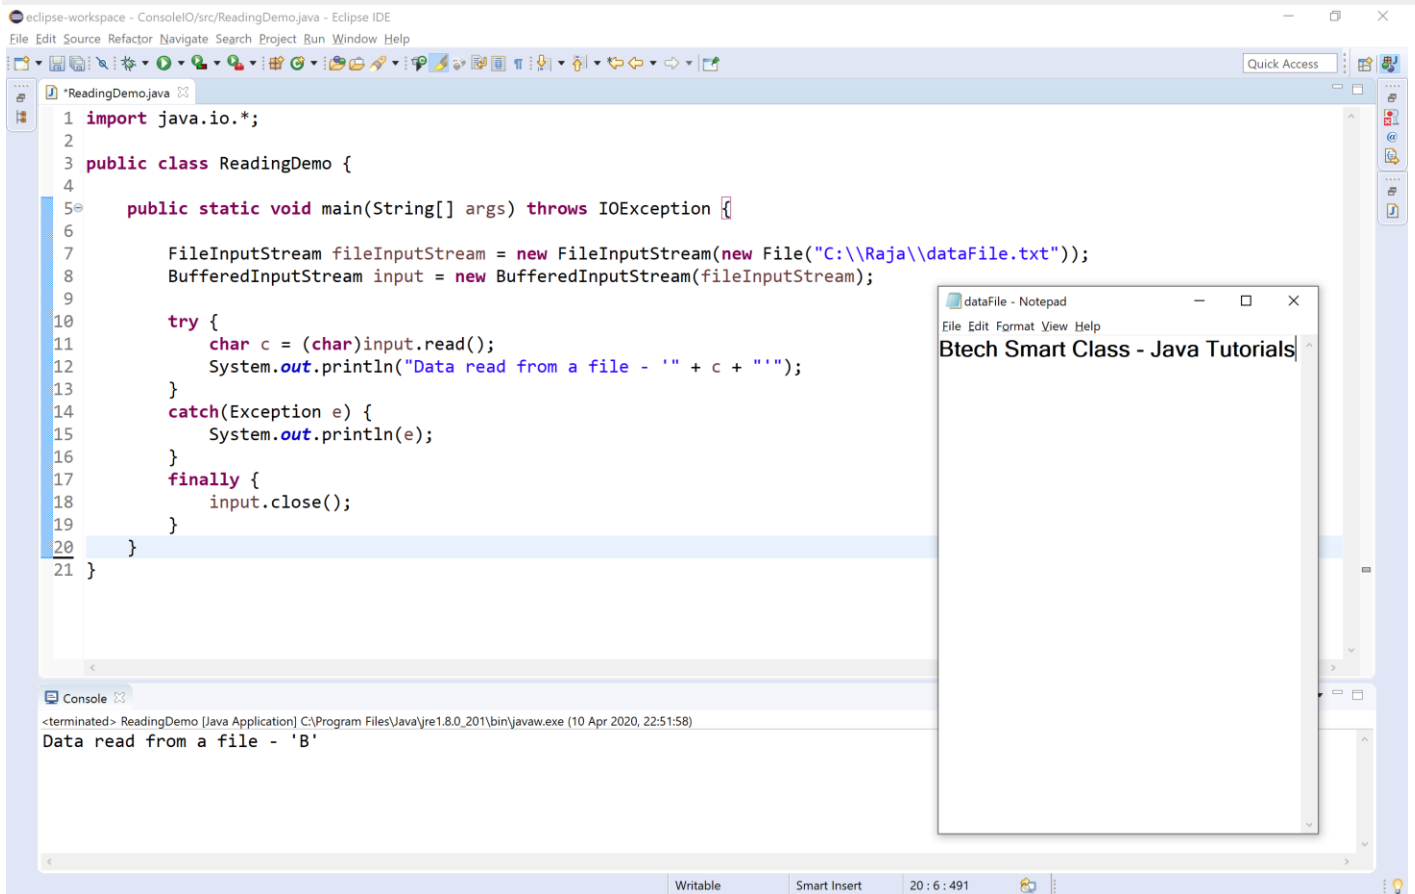 eclipse-workspace - ConsoleIO/src/ReadingDemo.java - Eclipse IDE
File Edit Source Refactor Navigate Search Project Run Window Help
Quick Access
*ReadingDemo.java
1 import java.io.*;
2
3 public class ReadingDemo {
4
5 public static void main(String[] args) throws IOException {
6
7 FileInputStream fileInputStream = new FileInputStream(new File("C:\\Raja\\dataFile.txt"));
8 BufferedInputStream input = new BufferedInputStream(fileInputStream);
9
10 try {
11 char c = (char)input.read();
12 System.out.println("Data read from a file - '" + c + "'");
13 }
14 catch(Exception e) {
15 System.out.println(e);
16 }
17 finally {
18 input.close();
19 }
20 }
21 }
dataFile - Notepad
File Edit Format View Help
Btech Smart Class - Java Tutorials
Console
<terminated> ReadingDemo [Java Application] C:\Program Files\Java\jre1.8.0_201\bin\javaw.exe (10 Apr 2020, 22:51:58)
Data read from a file - 'B'
Writable Smart Insert 20 : 6 : 491